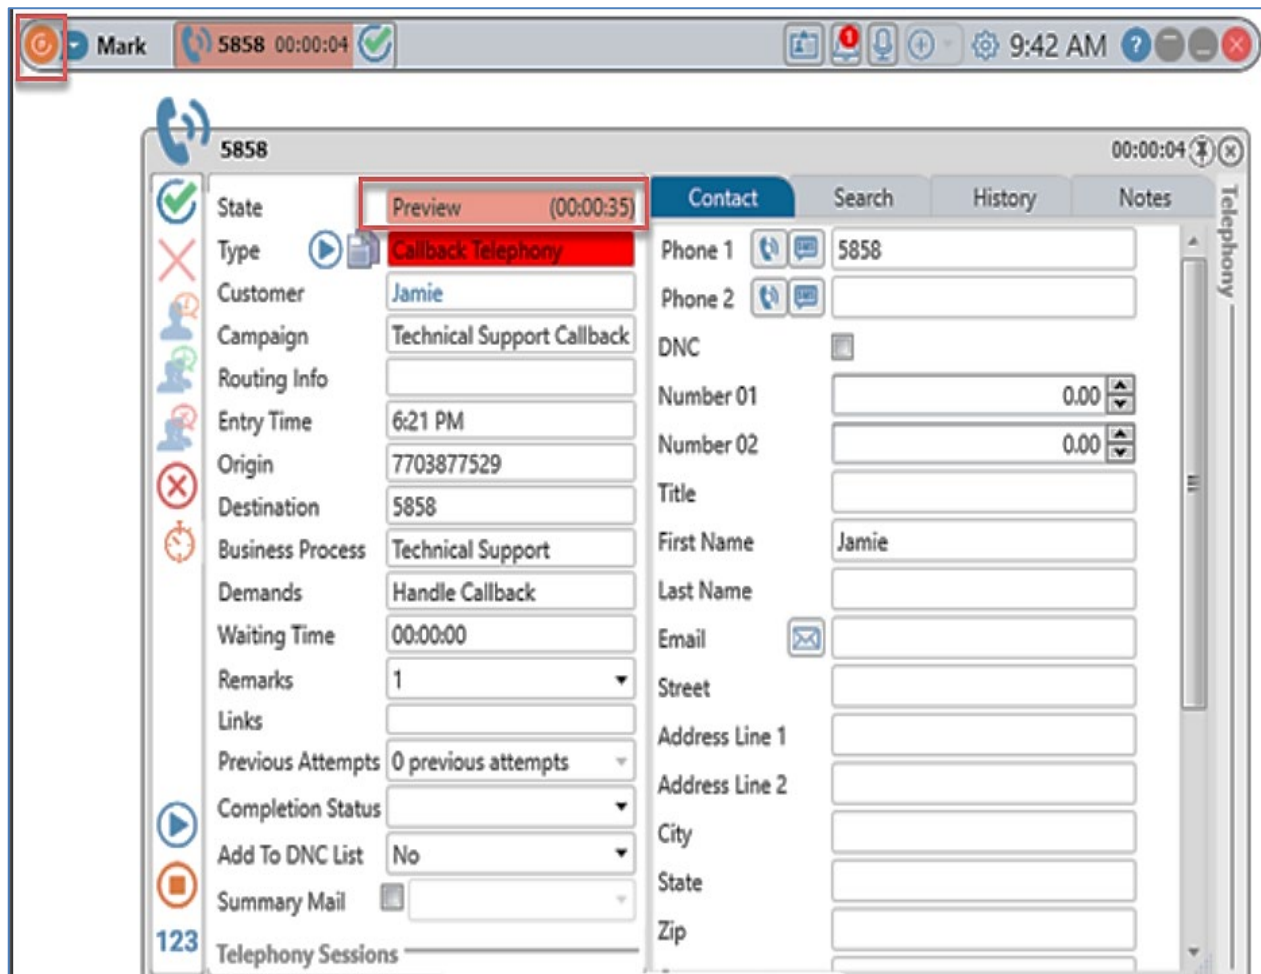 Mark 5858 00:00:04 1 9:42 AM ?
5858 00:00:04
Contact Search History Notes
Telephony
State Preview (00:00:35)
Type Callback Telephony
Customer Jamie
Campaign Technical Support Callback
Routing Info
Entry Time 6:21 PM
Origin 7703877529
Destination 5858
Business Process Technical Support
Demands Handle Callback
Waiting Time 00:00:00
Remarks 1
Links
Previous Attempts 0 previous attempts
Completion Status
Add To DNC List No
Summary Mail
Telephony Sessions
123
Phone 1 SMS 5858
Phone 2 SMS
DNC
Number 01 0.00
Number 02 0.00
Title
First Name Jamie
Last Name
Email
Street
Address Line 1
Address Line 2
City
State
Zip